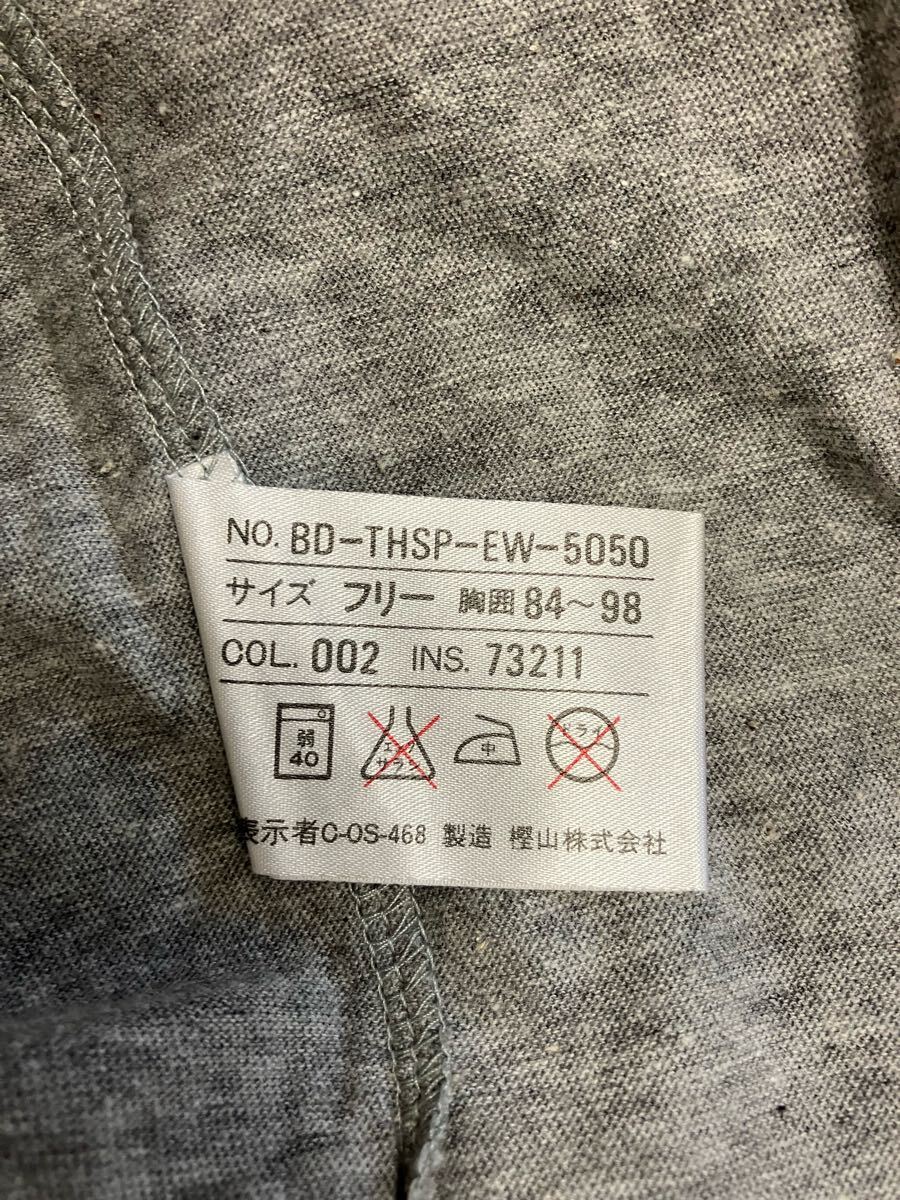 NO. BD-THSP-EW-5050
サイズ フリー 胸囲 84～98
COL. 002 INS. 73211
弱 40
エンソ サラシ
中
ドライ
表示者C-OS-468 製造 樫山株式会社